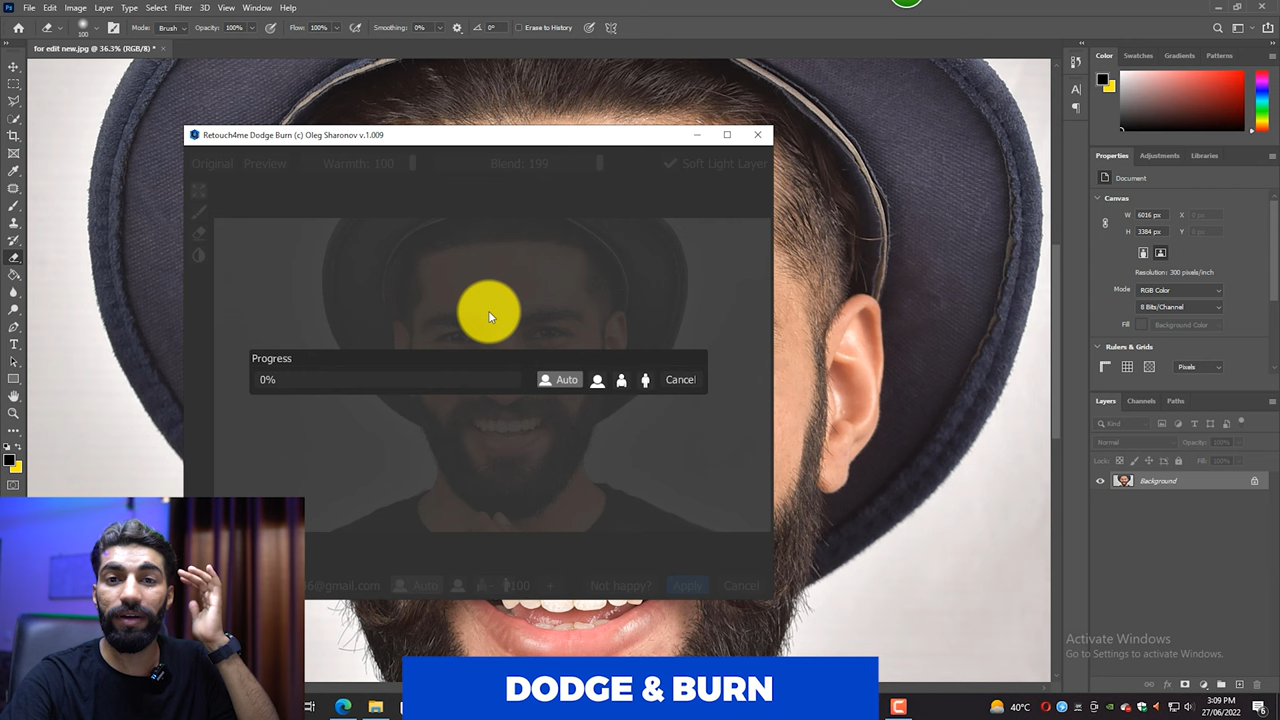 File Edit Image Layer Type Select Filter 3D View Window Help
100 Mode: Brush Opacity: 100% Flow: 100% Smoothing: 0% 0° Erase to History
for edit new.jpg @ 36.3% (RGB/8) *
Retouch4me Dodge Burn (c) Oleg Sharonov v.1.009
Original Preview Warmth: 100 Blend: 199 Soft Light Layer
Progress
0% Auto Cancel
6@gmail.com Auto 100 + Not happy? Apply Cancel
DODGE & BURN
Color Swatches Gradients Patterns
Properties Adjustments Libraries
Document
Canvas
W 6016 px X
H 3384 px Y
Resolution: 300 pixels/inch
Mode RGB Color
8 Bits/Channel
Fill Background Color
Rulers & Grids
Pixels
Layers Channels Paths
Kind
Normal Opacity: 100%
Lock: Fill: 100%
Background
Activate Windows
Go to Settings to activate Windows.
40°C 3:09 PM
27/06/2022